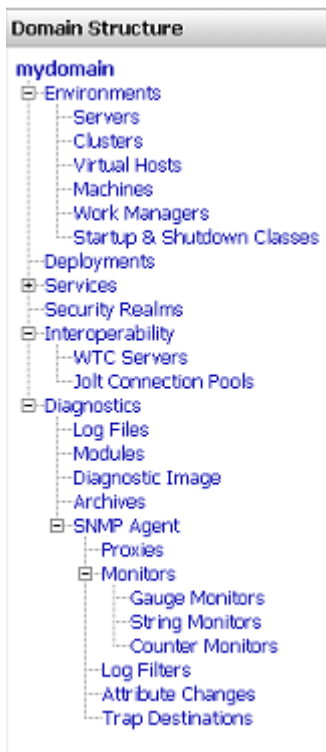 Domain Structure
mydomain
Environments
Servers
Clusters
Virtual Hosts
Machines
Work Managers
Startup & Shutdown Classes
Deployments
Services
Security Realms
Interoperability
WTC Servers
Jolt Connection Pools
Diagnostics
Log Files
Modules
Diagnostic Image
Archives
SNMP Agent
Proxies
Monitors
Gauge Monitors
String Monitors
Counter Monitors
Log Filters
Attribute Changes
Trap Destinations